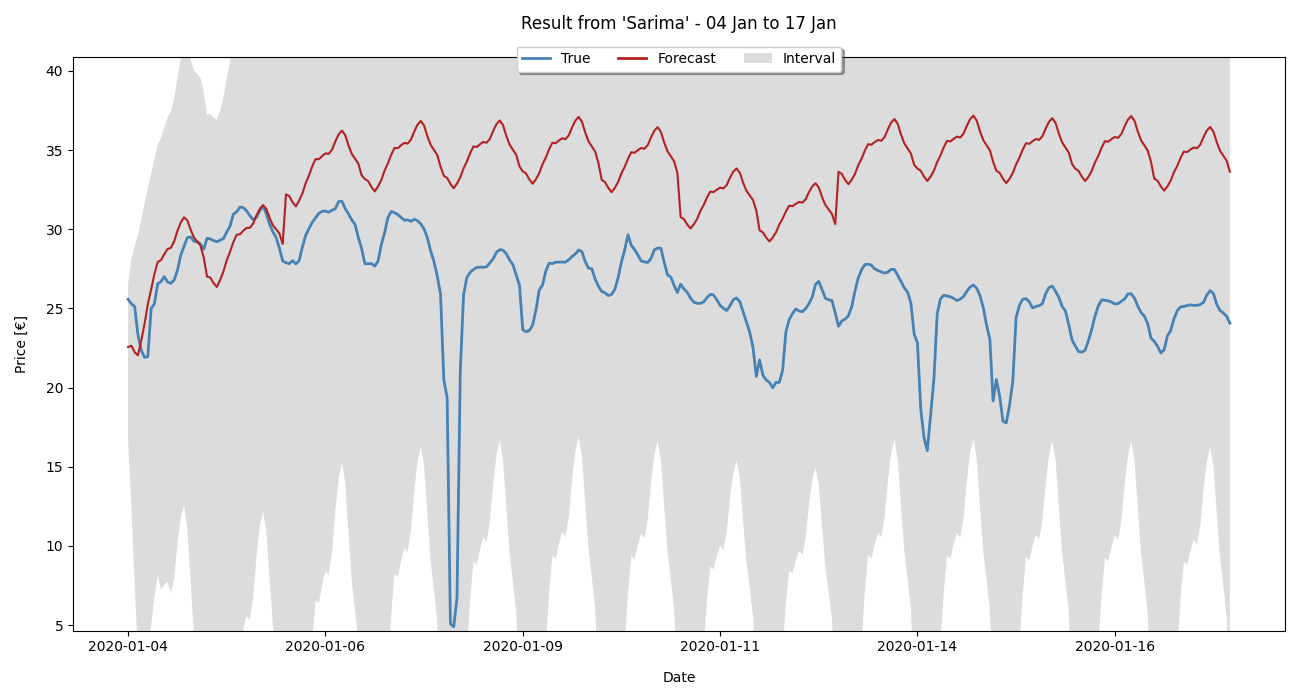 Result from 'Sarima' - 04 Jan to 17 Jan
True Forecast Interval
40
35
30
25
20
15
10
5
Price [€]
2020-01-04 2020-01-06 2020-01-09 2020-01-11 2020-01-14 2020-01-16
Date